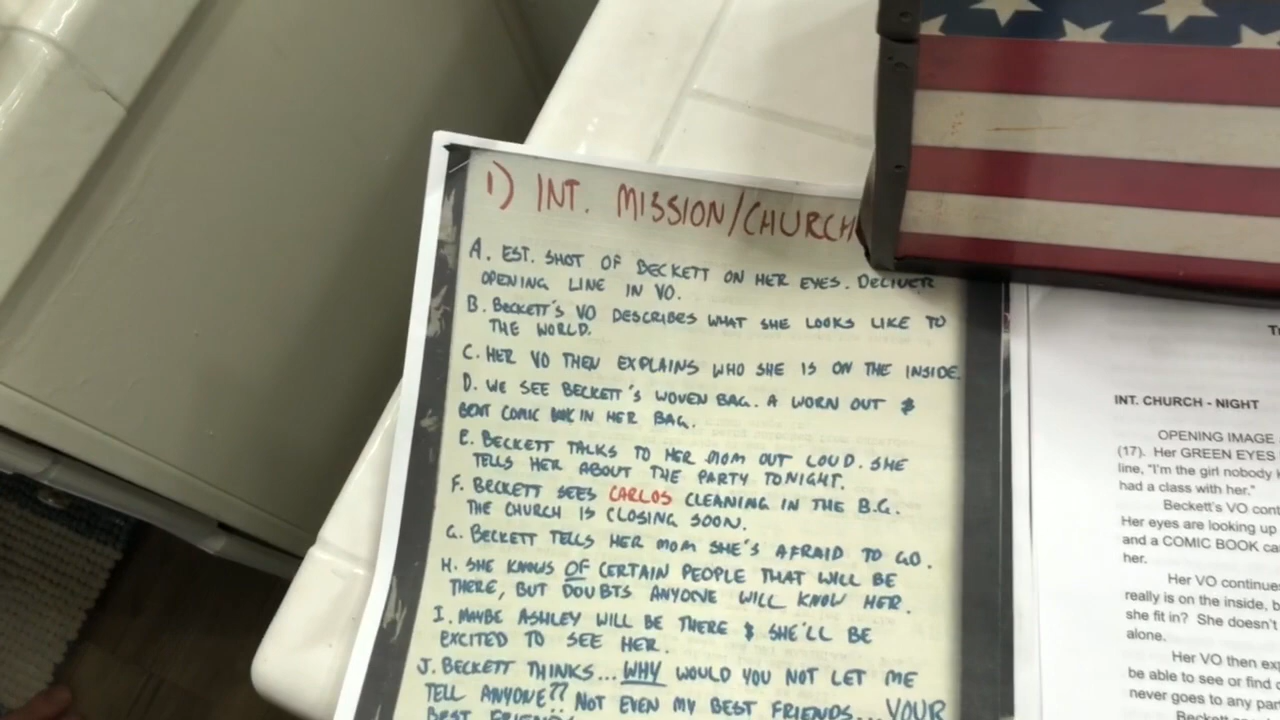 1) INT. MISSION/CHURCH
A. EST. SHOT OF BECKETT ON HER EYES. DELIVER
OPENING LINE IN VO.
B. BECKETT'S VO DESCRIBES WHAT SHE LOOKS LIKE TO
THE WORLD.
C. HER VO THEN EXPLAINS WHO SHE IS ON THE INSIDE.
D. WE SEE BECKETT'S WOVEN BAG. A WORN OUT &
BENT COMIC BOOK IN HER BAG.
E. BECKETT TALKS TO HER MOM OUT LOUD. SHE
TELLS HER ABOUT THE PARTY TONIGHT.
F. BECKETT SEES CARLOS CLEANING IN THE B.G.
THE CHURCH IS CLOSING SOON.
G. BECKETT TELLS HER MOM SHE'S AFRAID TO GO.
H. SHE KNOWS OF CERTAIN PEOPLE THAT WILL BE
THERE, BUT DOUBTS ANYONE WILL KNOW HER.
I. MAYBE ASHLEY WILL BE THERE & SHE'LL BE
EXCITED TO SEE HER.
J. BECKETT THINKS... WHY WOULD YOU NOT LET ME
TELL ANYONE?? NOT EVEN MY BEST FRIENDS... YOUR
BEST FRIENDS
INT. CHURCH - NIGHT
OPENING IMAGE.
(17). Her GREEN EYES
line, "I'm the girl nobody
had a class with her."
Beckett's VO cont
Her eyes are looking up
and a COMIC BOOK ca
her.
Her VO continue
really is on the inside, b
she fit in? She doesn't
alone.
Her VO then exp
be able to see or find o
never goes to any par
Beckett